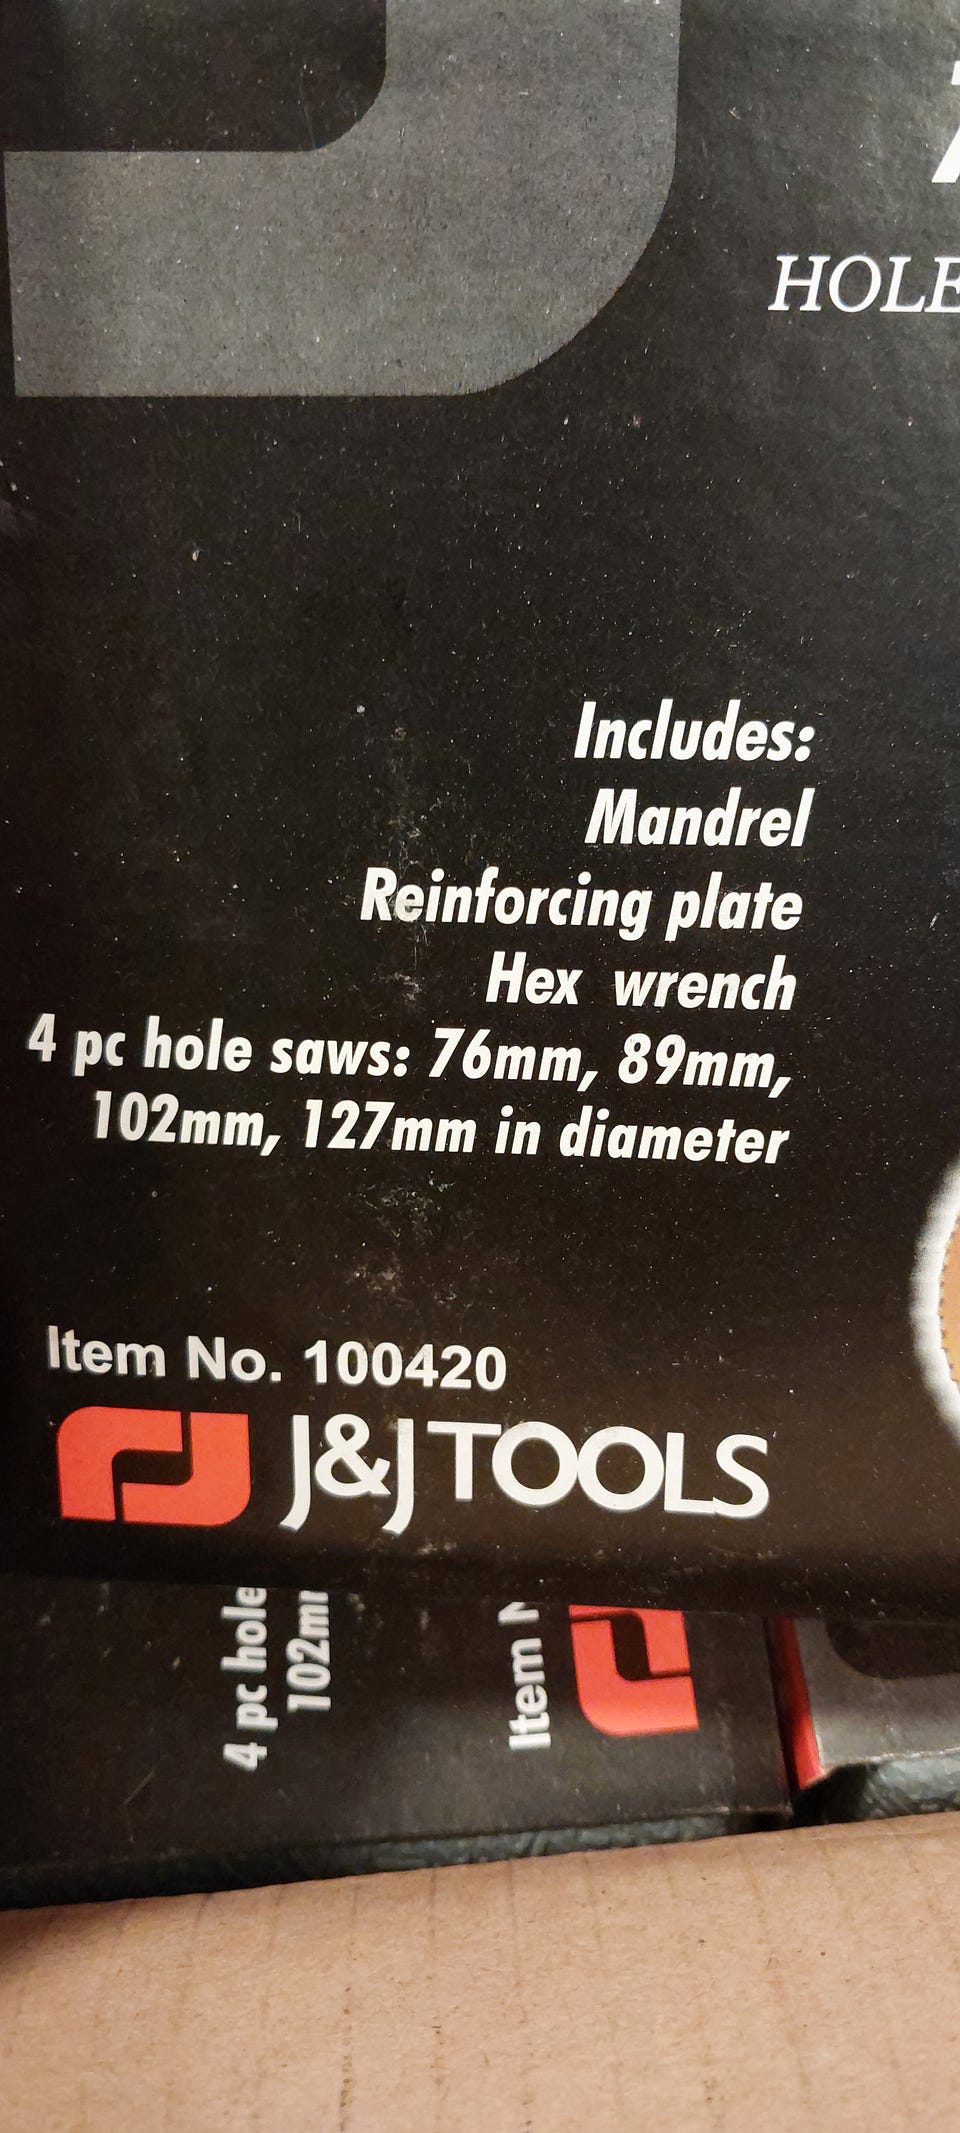 HOLE
Includes:
Mandrel
Reinforcing plate
Hex wrench
4 pc hole saws: 76mm, 89mm,
102mm, 127mm in diameter
Item No. 100420
J&J TOOLS
4 pc hole
102m
Item N